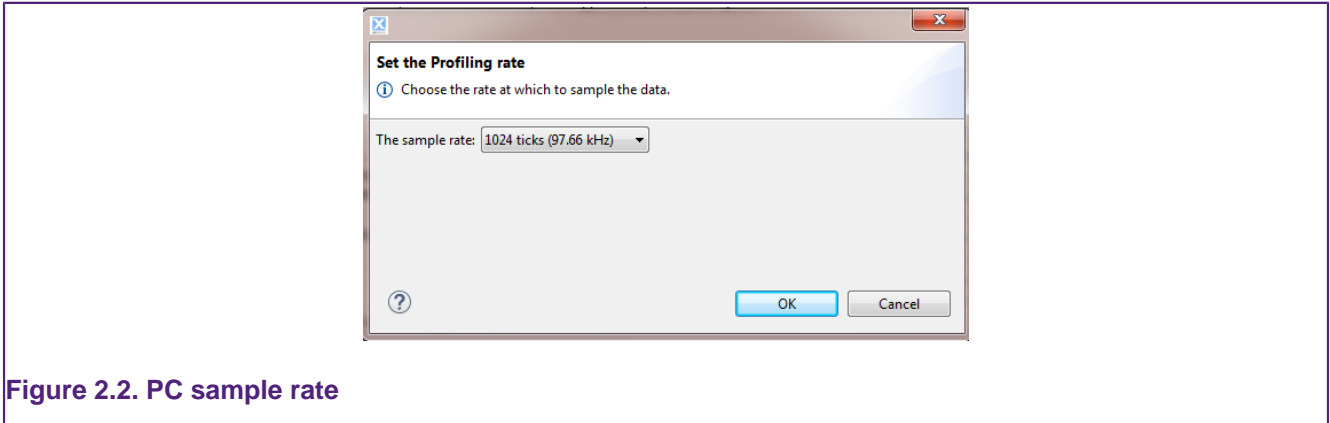 Set the Profiling rate
Choose the rate at which to sample the data.
The sample rate: 1024 ticks (97.66 kHz)
OK Cancel
Figure 2.2. PC sample rate